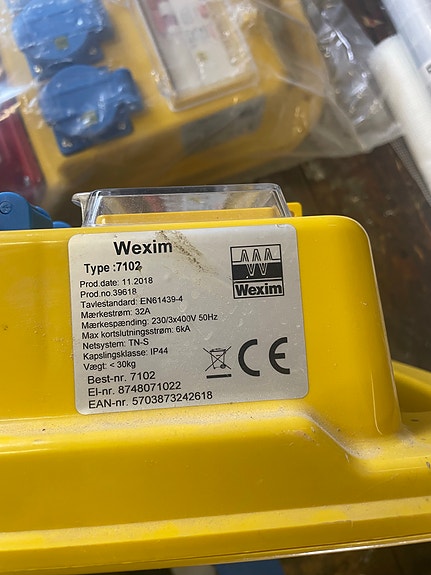 Wexim
Type :7102
Prod.date: 11.2018
Prod no.39618
Tavlestandard: EN61439-4
Mærkestrøm: 32A
Mærkespænding: 230/3x400V 50Hz
Max kortslutningsstrøm: 6kA
Netsystem: TN-S
Kapslingsklasse: IP44
Vægt: < 30kg
Best-nr. 7102
El-nr. 8748071022
EAN-nr. 5703873242618
Wexim
CE